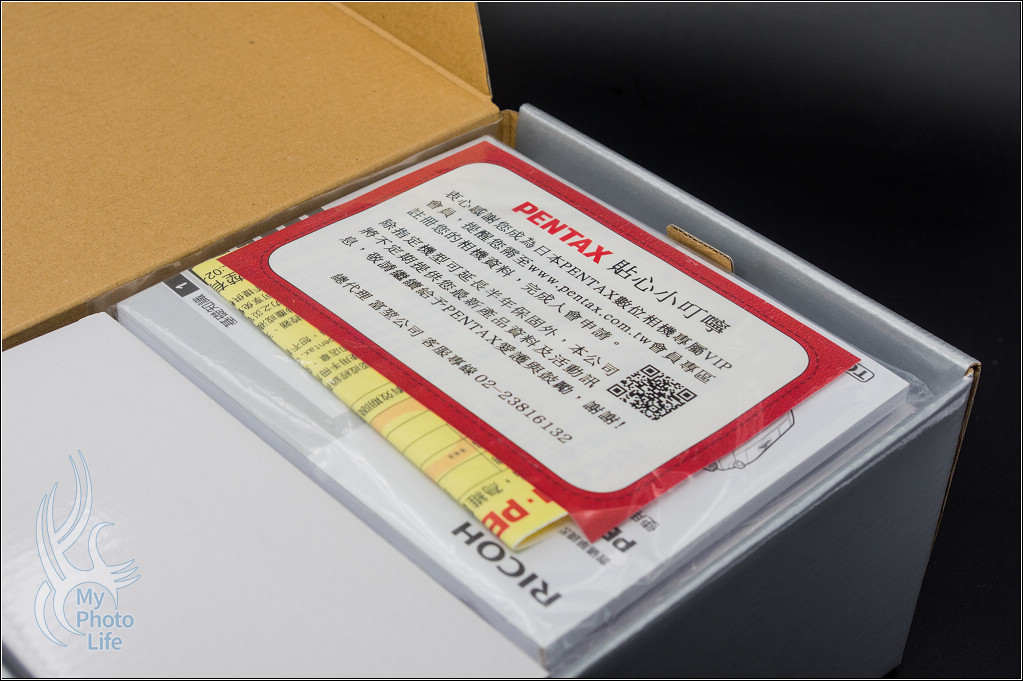 PENTAX 貼心小叮嚀
衷心感謝您成為日本PENTAX數位相機專屬VIP
會員，提醒您需至www.pentax.com.tw會員專區
註冊您的相機資料，完成入會申請。
除指定機型可延長半年保固外，本公司
將不定期提供您最新產品資料及活動訊
息，敬請繼續給予PENTAX愛護與鼓勵，謝謝!
總代理 富堃公司 客服專線 02-23816132
1
RICOH
My
Photo
Life